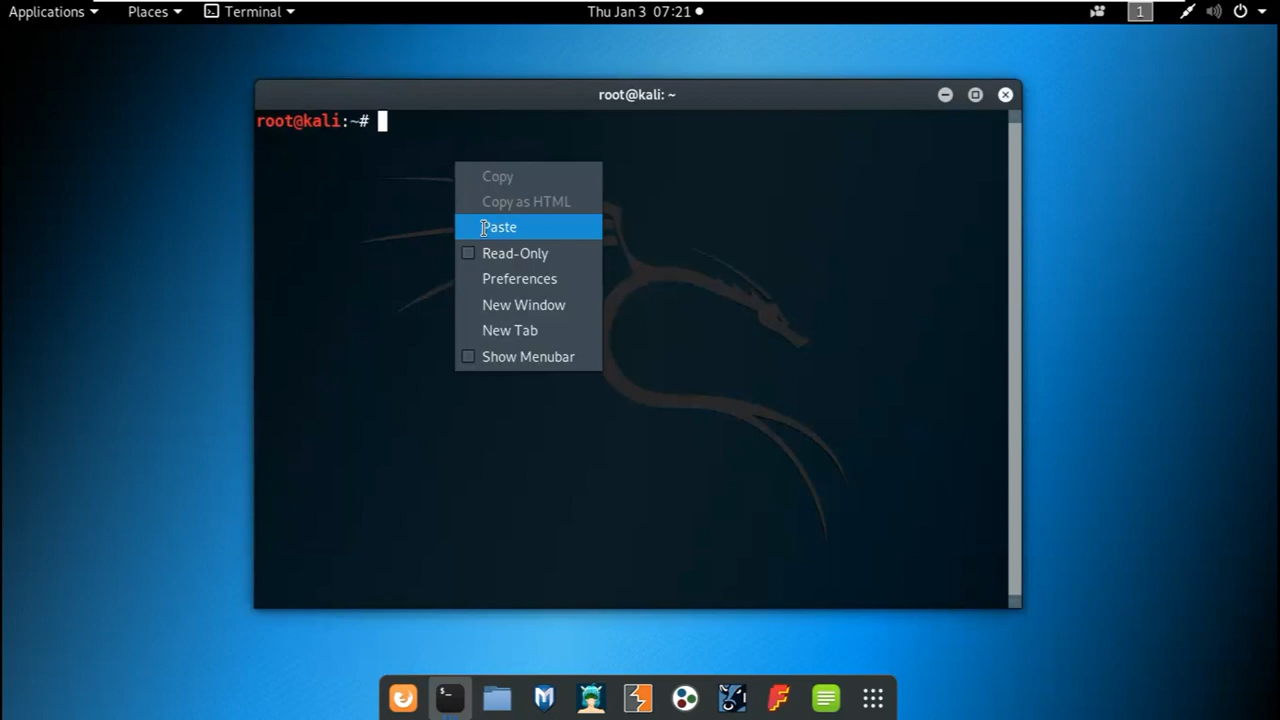 Applications Places Terminal Thu Jan 3 07:21 1
root@kali: ~
root@kali:~#
Copy
Copy as HTML
Paste
Read-Only
Preferences
New Window
New Tab
Show Menubar
$_